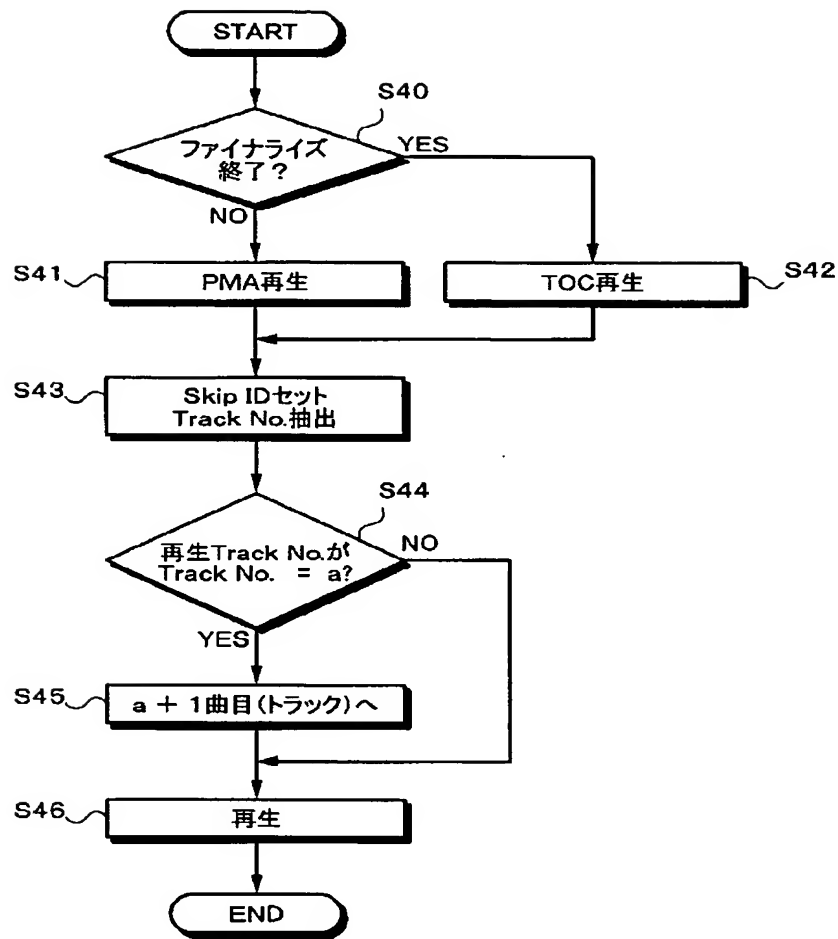 START
S40
ファイナライズ
終了?
YES
NO
S41
PMA再生
TOC再生
S42
S43
Skip IDセット
Track No.抽出
S44
再生Track No.が
Track No. = a?
NO
YES
S45
a + 1曲目(トラック)へ
S46
再生
END